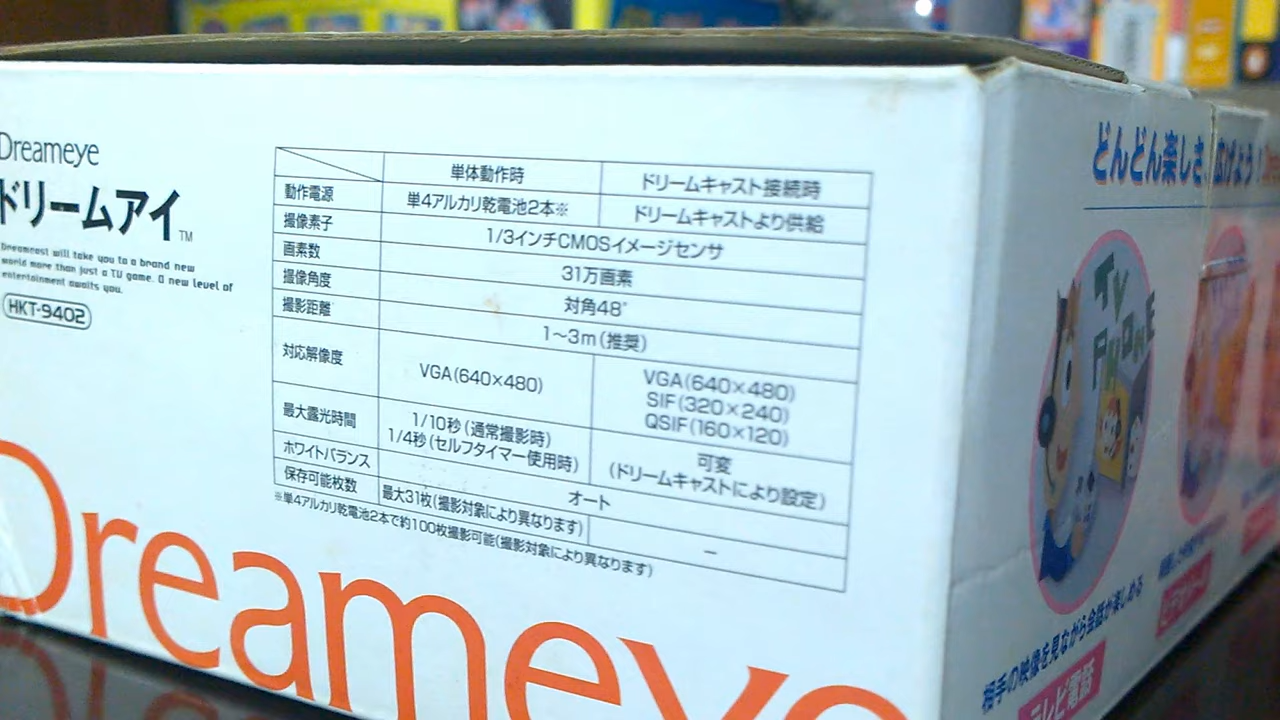 Dreameye
ドリームアイ™
Dreamcast will take you to a brand new
world more than just a TU game. A new level of
entertainment awaits you.
HKT-9402
単体動作時 ドリームキャスト接続時
動作電源 単4アルカリ乾電池2本※ ドリームキャストより供給
撮像素子 1/3インチCMOSイメージセンサ
画素数 31万画素
撮像角度 対角48°
撮影距離 1〜3m(推奨)
対応解像度 VGA(640×480) VGA(640×480)
SIF(320×240)
QSIF(160×120)
最大露光時間 1/10秒(通常撮影時) 可変
1/4秒(セルフタイマー使用時) (ドリームキャストにより設定)
ホワイトバランス オート
保存可能枚数 最大31枚(撮影対象により異なります) −
※単4アルカリ乾電池2本で約100枚撮影可能(撮影対象により異なります)
Dreameye
どんどん楽しさ、広げよう!
TV
PHONE
相手の映像を見ながら会話が楽しめる
テレビ電話